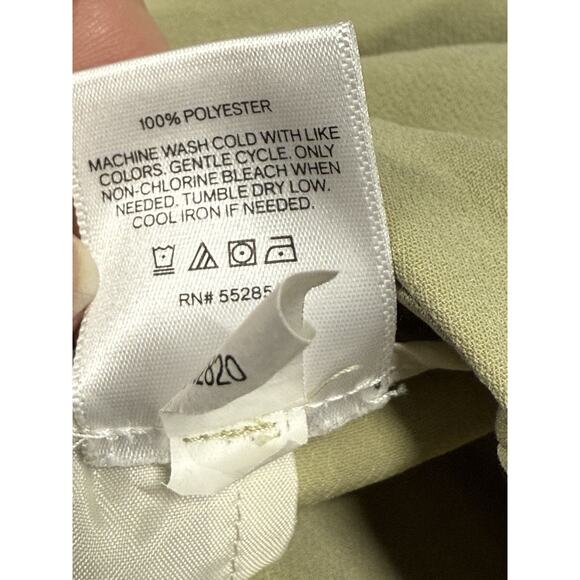 100% POLYESTER
MACHINE WASH COLD WITH LIKE
COLORS. GENTLE CYCLE. ONLY
NON-CHLORINE BLEACH WHEN
NEEDED. TUMBLE DRY LOW.
COOL IRON IF NEEDED.
RN# 55285
2820